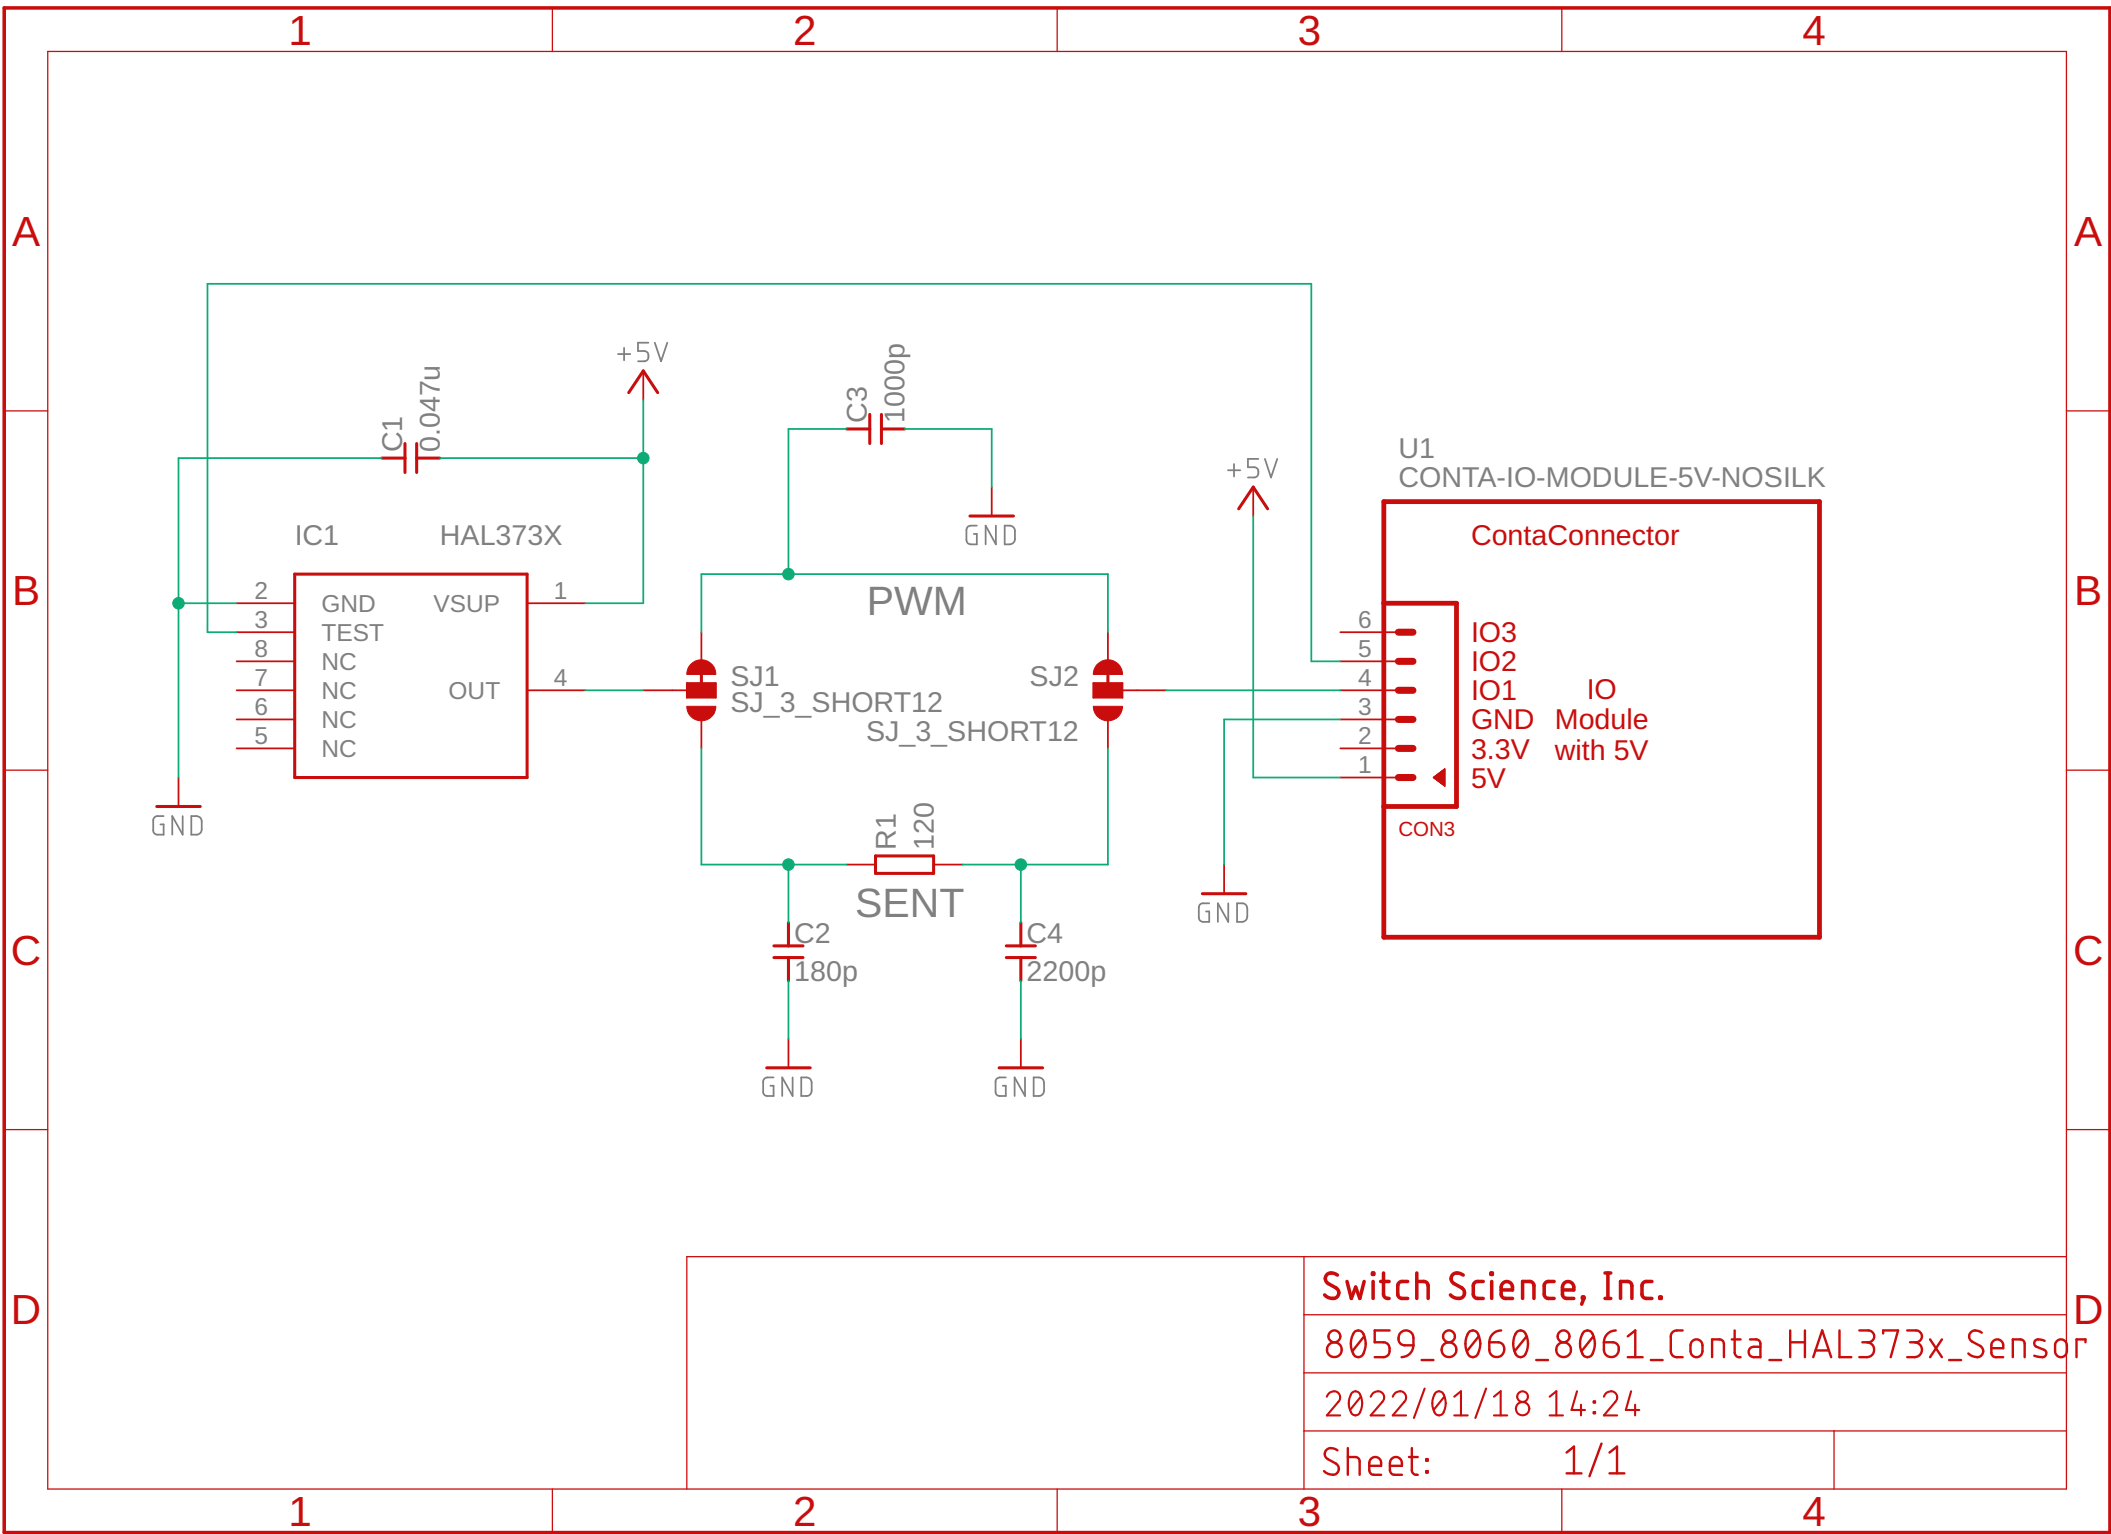 1 2 3 4
A A
+5V
C3 1000p
C1 0.047u
U1
CONTA-IO-MODULE-5V-NOSILK
+5V
IC1 HAL373X
GND
ContaConnector
B B
2 GND VSUP 1
3 TEST
8 NC
7 NC OUT 4
6 NC
5 NC
PWM
SJ1
SJ_3_SHORT12
SJ2
SJ_3_SHORT12
6 IO3
5 IO2
4 IO1
3 GND
2 3.3V
1 5V
IO
Module
with 5V
CON3
GND
R1 120
SENT
GND
C C
C2
180p
C4
2200p
GND GND
D D
Switch Science, Inc.
8059_8060_8061_Conta_HAL373x_Sensor
2022/01/18 14:24
Sheet: 1/1
1 2 3 4